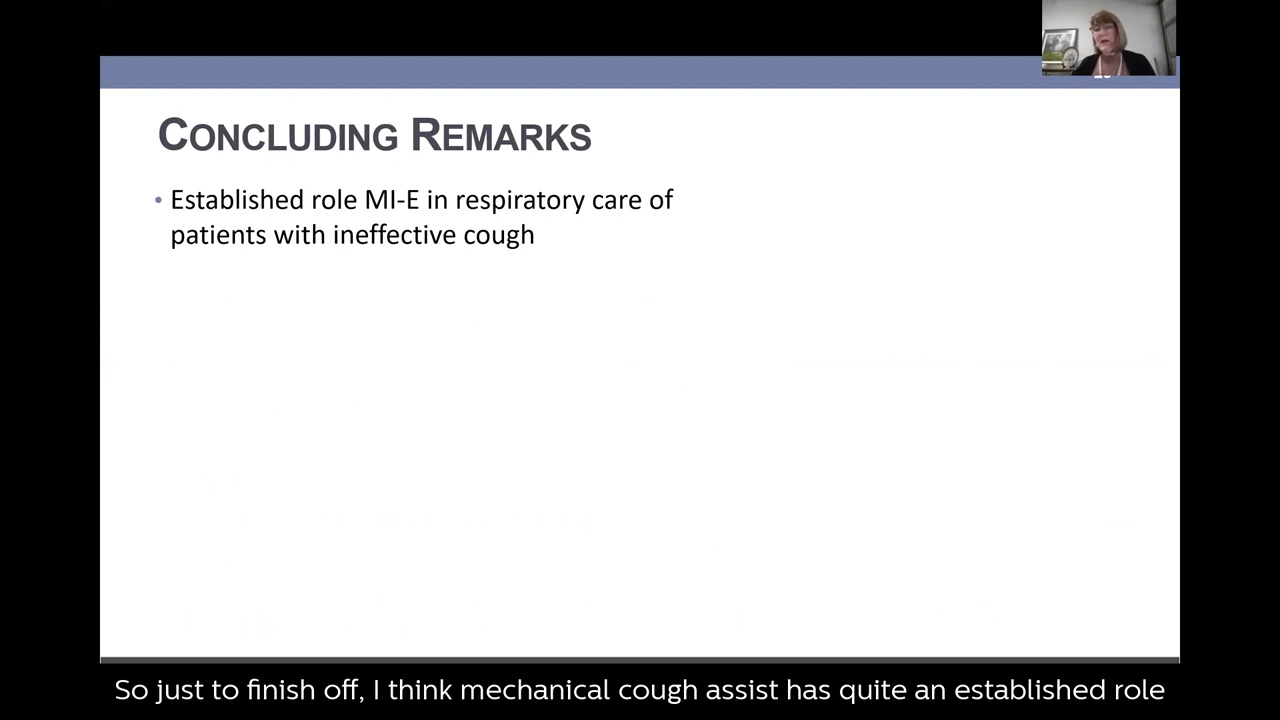 CONCLUDING REMARKS
• Established role MI-E in respiratory care of
patients with ineffective cough
So just to finish off, I think mechanical cough assist has quite an established role